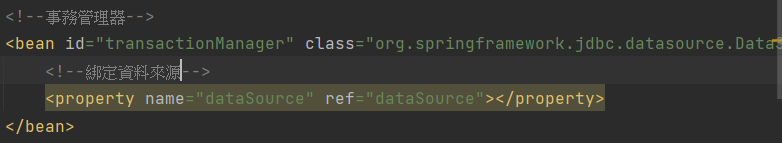 <!--事務管理器-->
<bean id="transactionManager" class="org.springframework.jdbc.datasource.DataS
<!--綁定資料來源-->
<property name="dataSource" ref="dataSource"></property>
</bean>